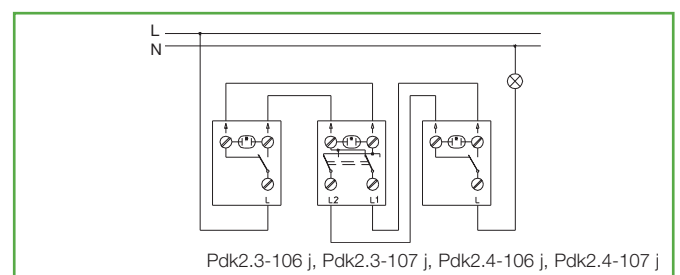 L
N
L
L2
L1
L
Pdk2.3-106 j, Pdk2.3-107 j, Pdk2.4-106 j, Pdk2.4-107 j